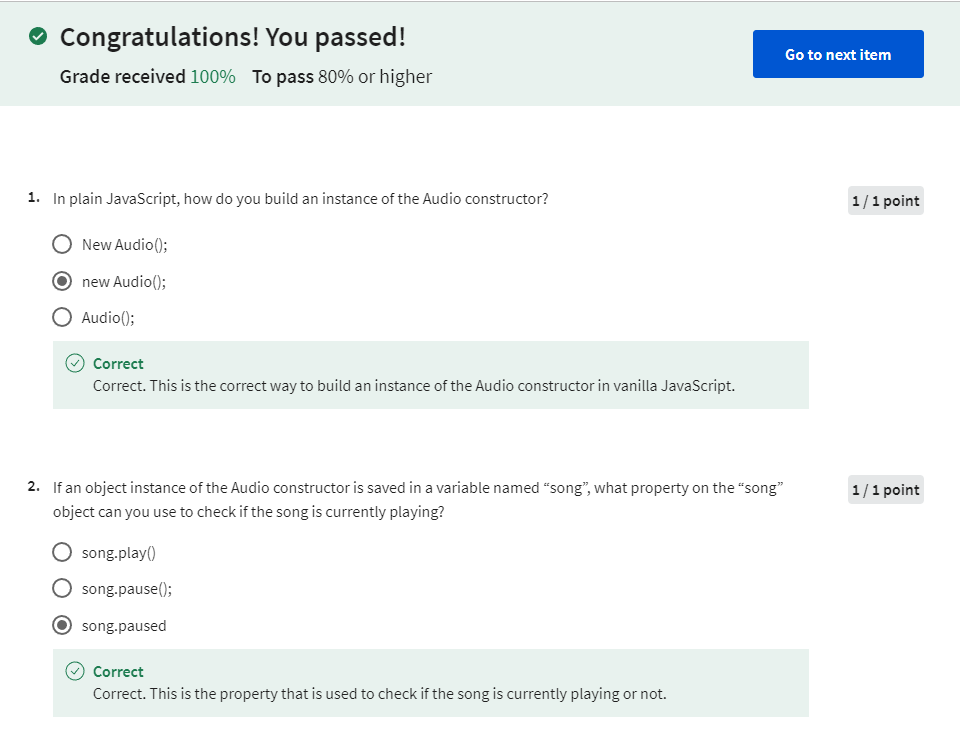 Congratulations! You passed!
Grade received 100% To pass 80% or higher
Go to next item
1. In plain JavaScript, how do you build an instance of the Audio constructor?
1 / 1 point
New Audio();
new Audio();
Audio();
Correct
Correct. This is the correct way to build an instance of the Audio constructor in vanilla JavaScript.
2. If an object instance of the Audio constructor is saved in a variable named “song”, what property on the “song”
object can you use to check if the song is currently playing?
1 / 1 point
song.play()
song.pause();
song.paused
Correct
Correct. This is the property that is used to check if the song is currently playing or not.